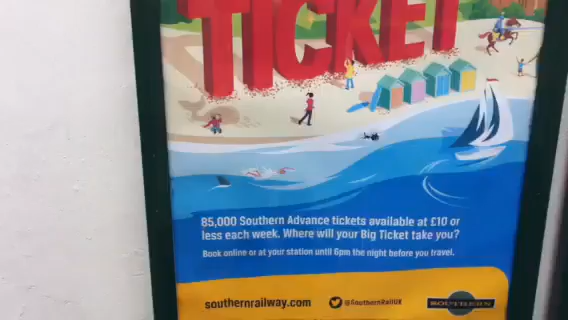 TICKET
85,000 Southern Advance tickets available at £10 or
less each week. Where will your Big Ticket take you?
Book online or at your station until 6pm the night before you travel.
southernrailway.com @SouthernRailUK SOUTHERN